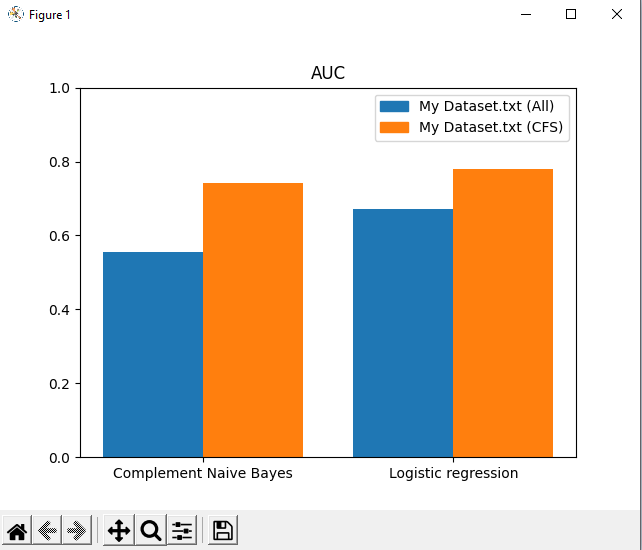 Figure 1
AUC
My Dataset.txt (All)
My Dataset.txt (CFS)
1.0
0.8
0.6
0.4
0.2
0.0
Complement Naive Bayes
Logistic regression